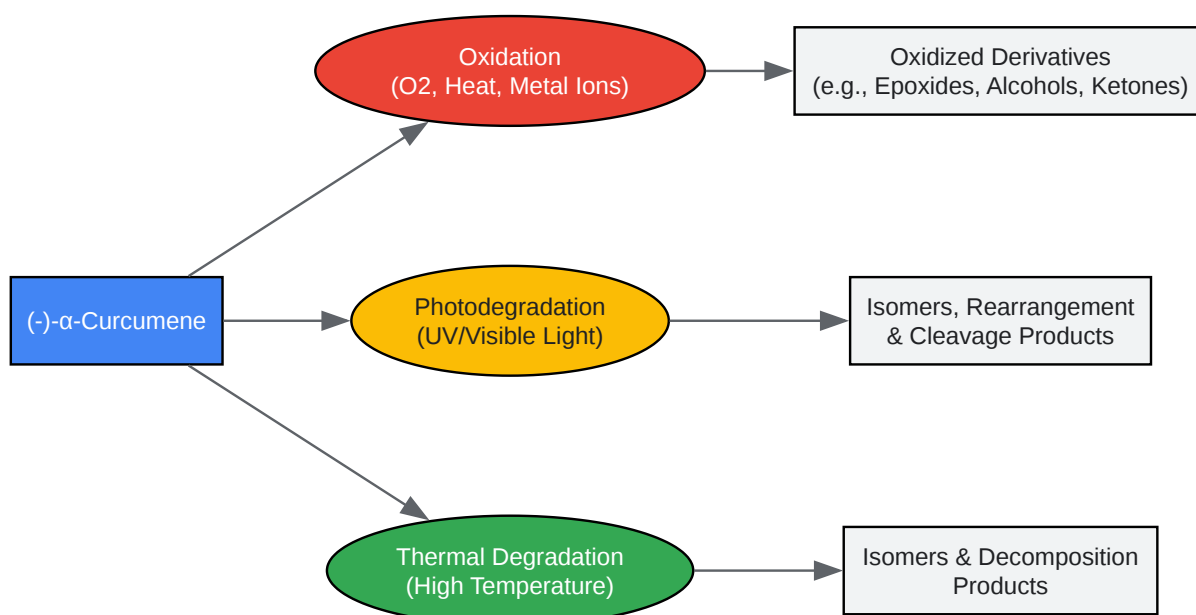 Oxidation
(O2, Heat, Metal Ions)
Oxidized Derivatives
(e.g., Epoxides, Alcohols, Ketones)
(-)-α-Curcumene
Photodegradation
(UV/Visible Light)
Isomers, Rearrangement
& Cleavage Products
Thermal Degradation
(High Temperature)
Isomers & Decomposition
Products